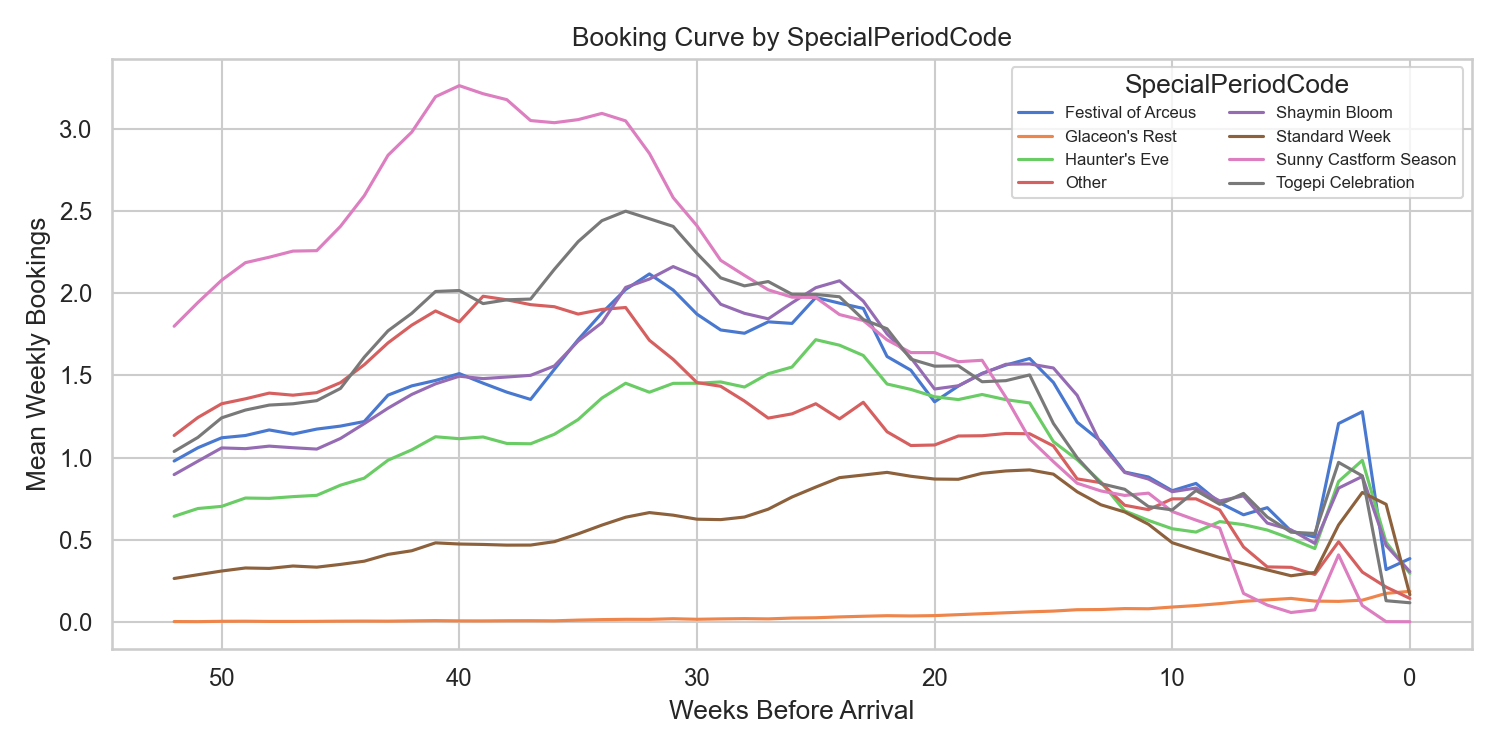 Booking Curve by SpecialPeriodCode
SpecialPeriodCode
Festival of Arceus
Glaceon's Rest
Haunter's Eve
Other
Shaymin Bloom
Standard Week
Sunny Castform Season
Togepi Celebration
Mean Weekly Bookings
3.0
2.5
2.0
1.5
1.0
0.5
0.0
50 40 30 20 10 0
Weeks Before Arrival